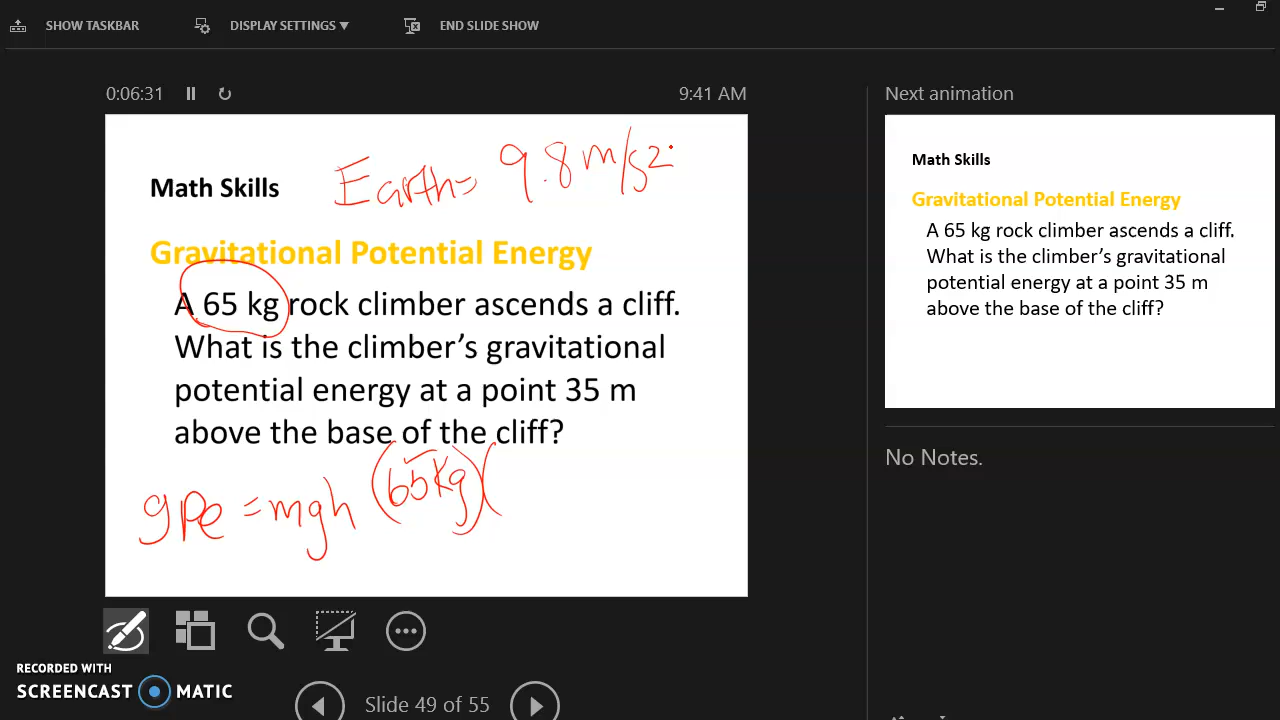 SHOW TASKBAR
DISPLAY SETTINGS ▼
END SLIDE SHOW
0:06:31
9:41 AM
Math Skills
Earth= 9.8 m/s2
Gravitational Potential Energy
A 65 kg rock climber ascends a cliff.
What is the climber’s gravitational
potential energy at a point 35 m
above the base of the cliff?
gpe =mgh (65kg)(
Slide 49 of 55
RECORDED WITH
SCREENCAST MATIC
Next animation
Math Skills
Gravitational Potential Energy
A 65 kg rock climber ascends a cliff.
What is the climber’s gravitational
potential energy at a point 35 m
above the base of the cliff?
No Notes.